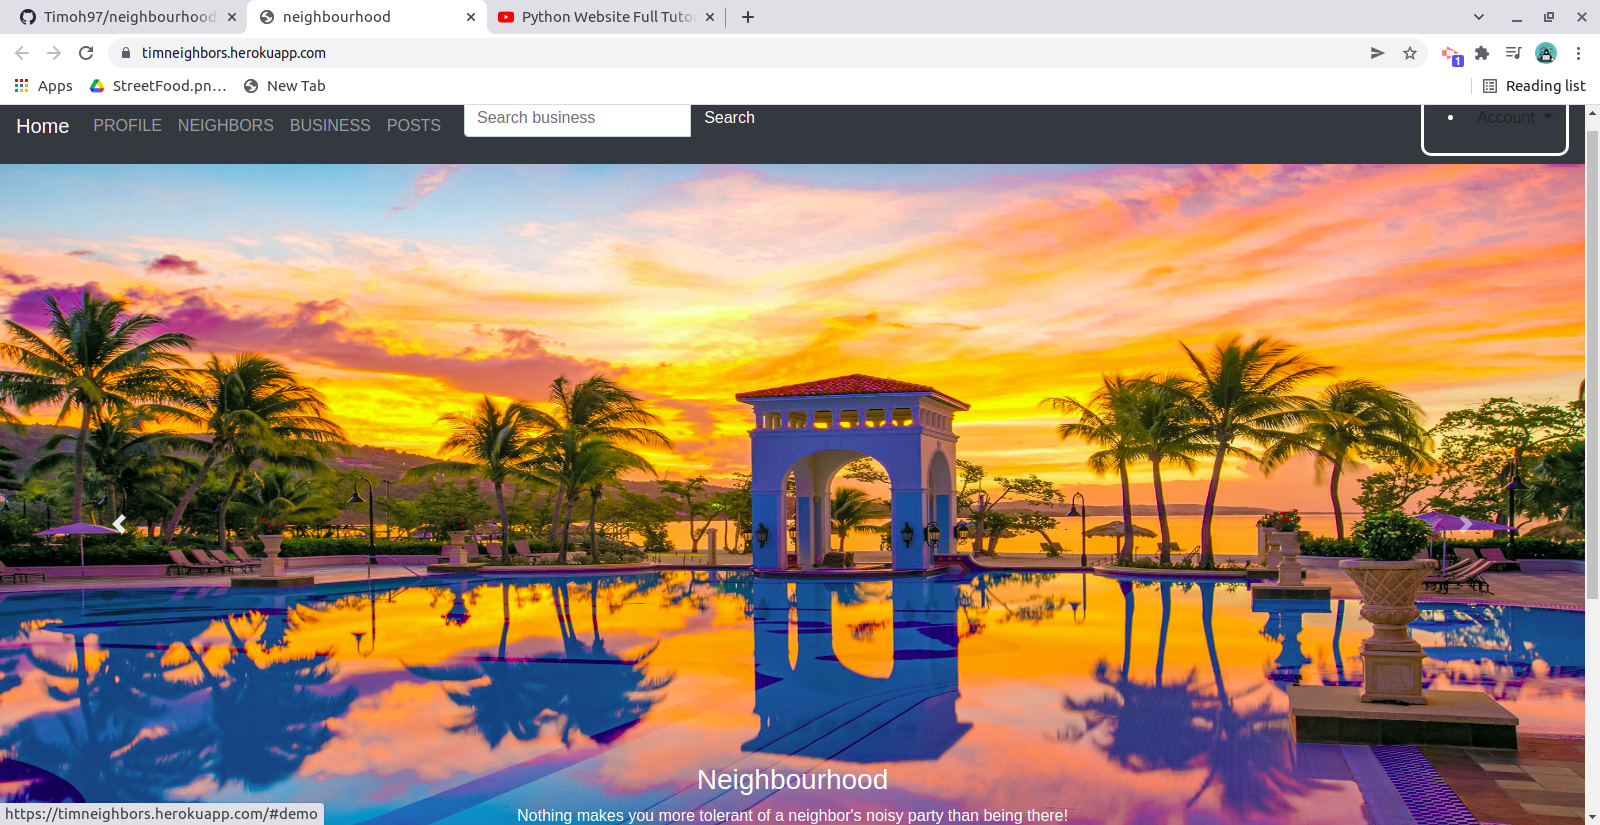 Timoh97/neighbourhood
neighbourhood
Python Website Full Tuto
timneighbors.herokuapp.com
1
Apps
StreetFood.pn…
New Tab
Reading list
Home PROFILE NEIGHBORS BUSINESS POSTS Search business Search Account
Neighbourhood
Nothing makes you more tolerant of a neighbor's noisy party than being there!
https://timneighbors.herokuapp.com/#demo